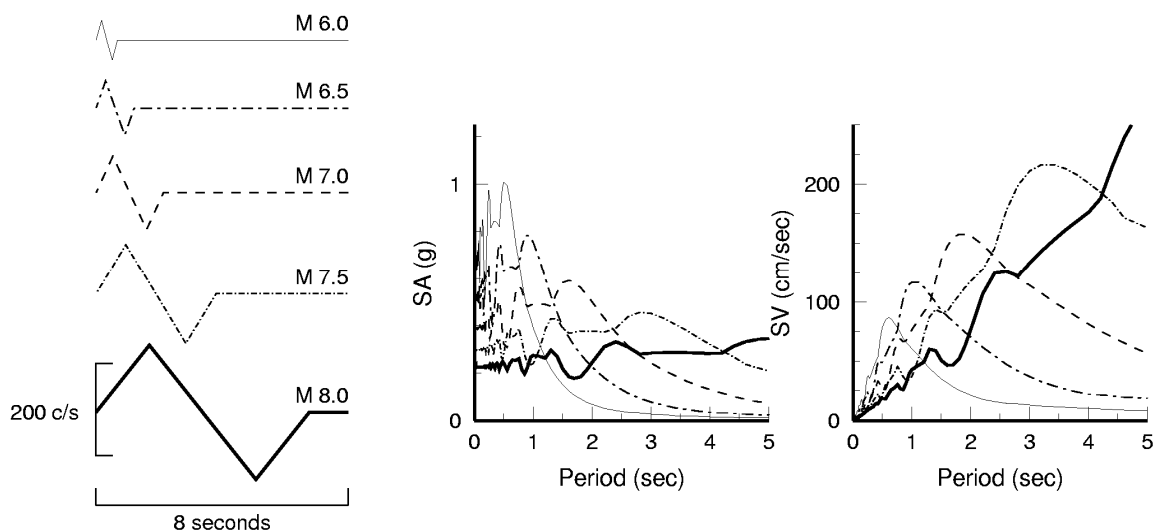 M 6.0
M 6.5
M 7.0
M 7.5
M 8.0
200 c/s
8 seconds
SA (g)
1
0
0 1 2 3 4 5
Period (sec)
SV (cm/sec)
200
100
0
0 1 2 3 4 5
Period (sec)